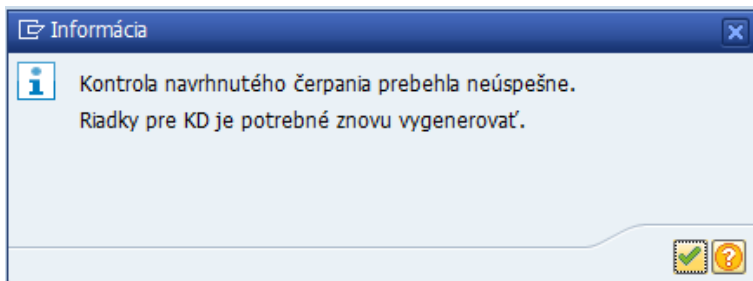 Informácia
Kontrola navrhnutého čerpania prebehla neúspešne.
Riadky pre KD je potrebné znovu vygenerovať.